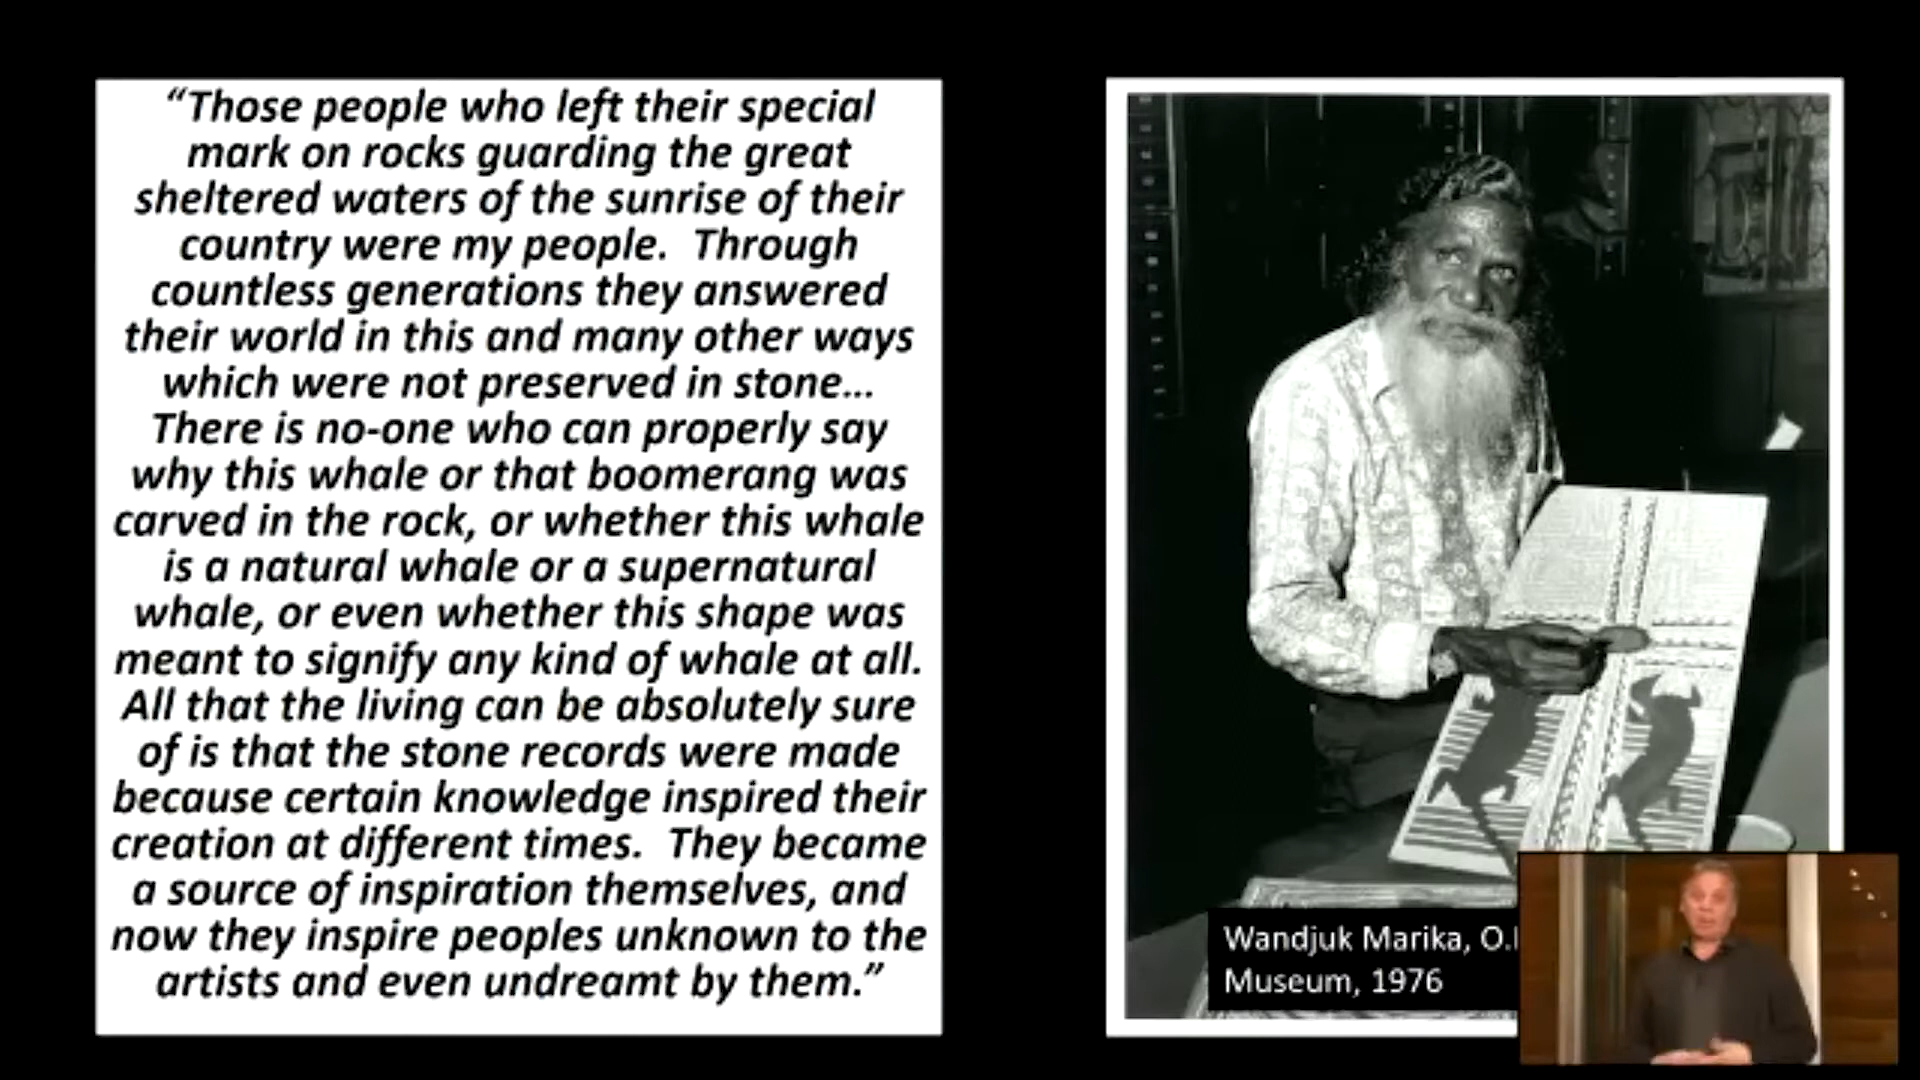 “Those people who left their special
mark on rocks guarding the great
sheltered waters of the sunrise of their
country were my people. Through
countless generations they answered
their world in this and many other ways
which were not preserved in stone...
There is no-one who can properly say
why this whale or that boomerang was
carved in the rock, or whether this whale
is a natural whale or a supernatural
whale, or even whether this shape was
meant to signify any kind of whale at all.
All that the living can be absolutely sure
of is that the stone records were made
because certain knowledge inspired their
creation at different times. They became
a source of inspiration themselves, and
now they inspire peoples unknown to the
artists and even undreamt by them.”
Wandjuk Marika,
Museum, 1976